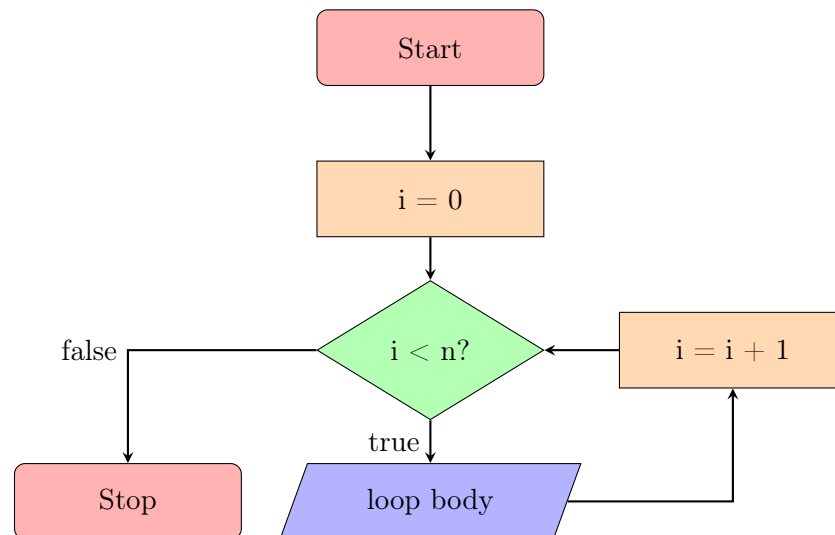 Start
i = 0
i < n?
i = i + 1
false
true
Stop
loop body